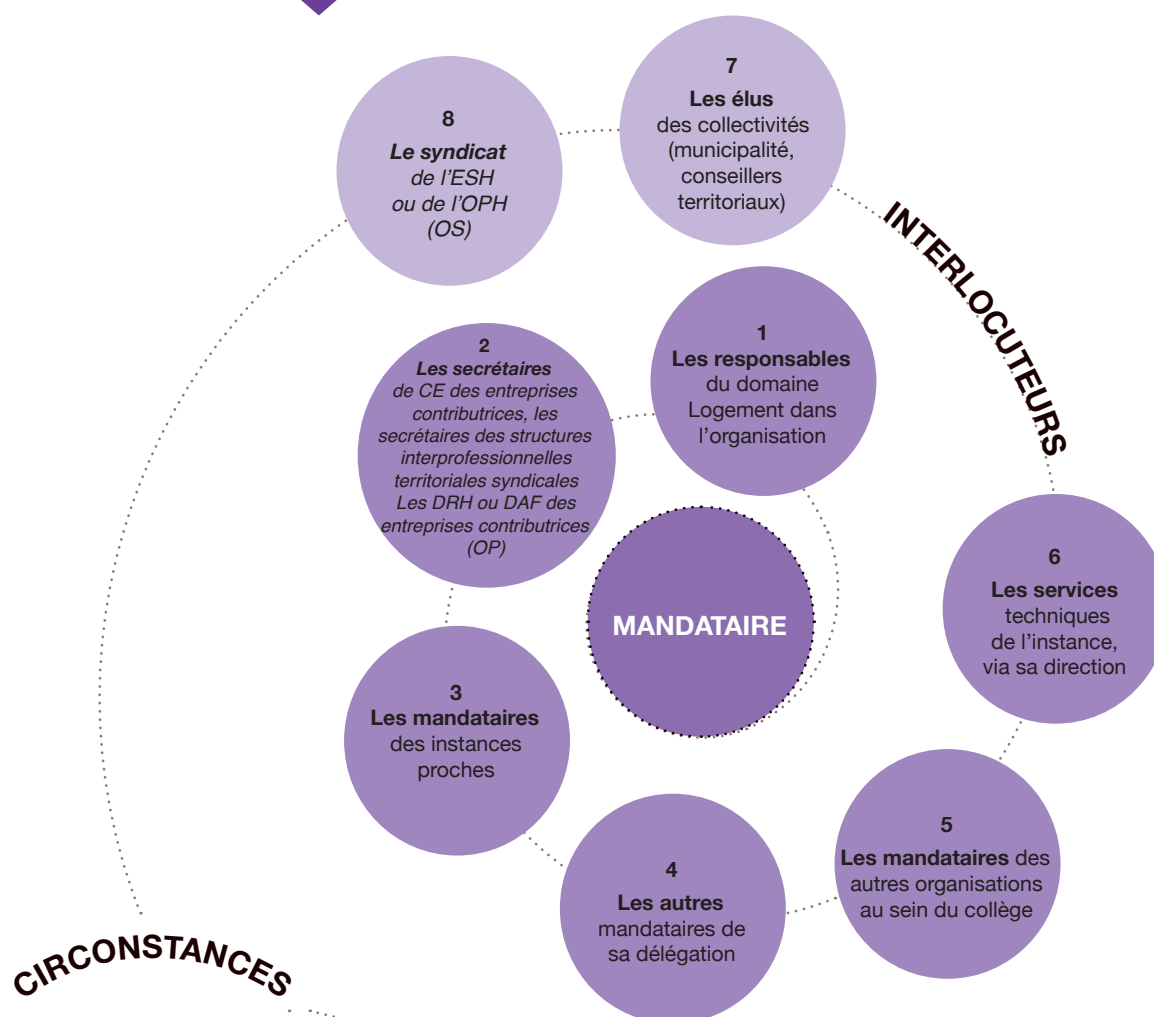 7
Les élus
des collectivités
(municipalité,
conseillers
territoriaux)
8
Le syndicat
de l’ESH
ou de l’OPH
(OS)
INTERLOCUTEURS
1
Les responsables
du domaine
Logement dans
l’organisation
2
Les secrétaires
de CE des entreprises
contributrices, les
secrétaires des structures
interprofessionnelles
territoriales syndicales
Les DRH ou DAF des
entreprises contributrices
(OP)
MANDATAIRE
6
Les services
techniques
de l’instance,
via sa direction
3
Les mandataires
des instances
proches
5
Les mandataires des
autres organisations
au sein du collège
4
Les autres
mandataires de
sa délégation
CIRCONSTANCES